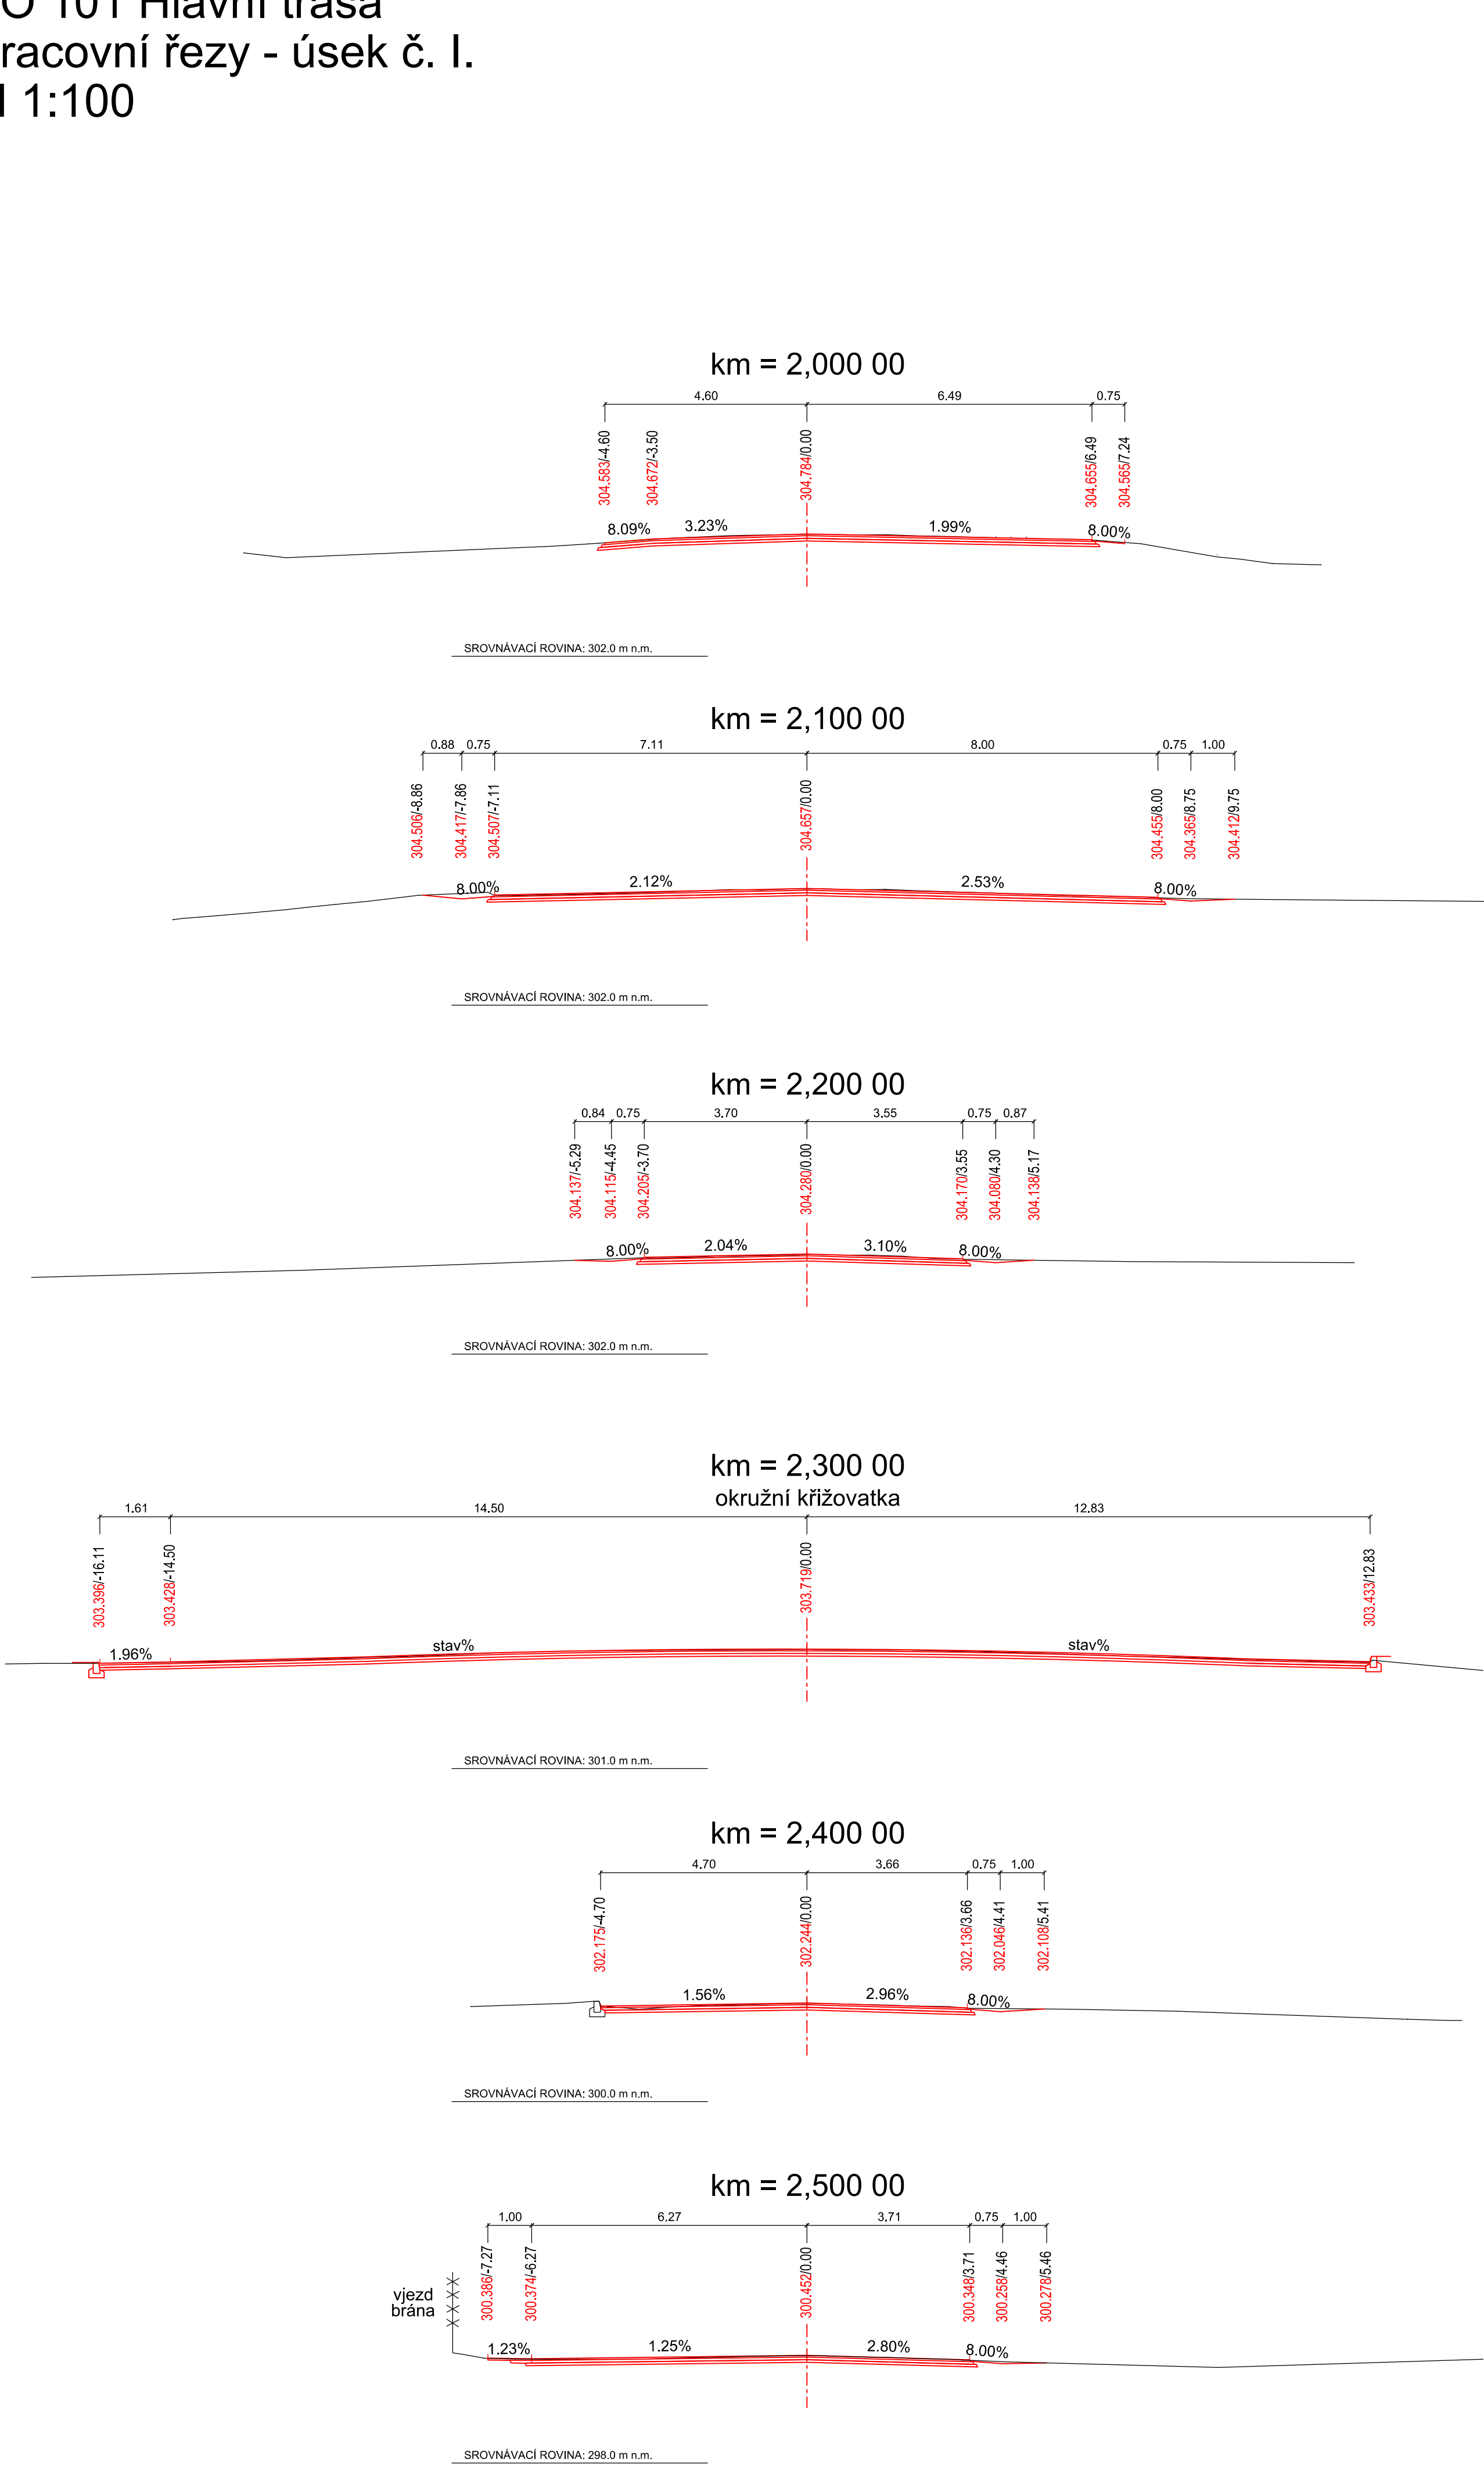 O 101 Hlavní trasa
racovní řezy - úsek č. I.
1:100
km = 2,000 00
4.60 6.49 0.75
304.583/-4.60 304.672/-3.50 304.784/0.00 304.655/6.49 304.565/7.24
8.09% 3.23% 1.99% 8.00%
SROVNÁVACÍ ROVINA: 302.0 m n.m.
km = 2,100 00
0.88 0.75 7.11 8.00 0.75 1.00
304.506/-8.86 304.417/-7.86 304.507/-7.11 304.657/0.00 304.455/8.00 304.365/8.75 304.412/9.75
8.00% 2.12% 2.53% 8.00%
SROVNÁVACÍ ROVINA: 302.0 m n.m.
km = 2,200 00
0.84 0.75 3.70 3.55 0.75 0.87
304.137/-5.29 304.115/-4.45 304.205/-3.70 304.280/0.00 304.170/3.55 304.080/4.30 304.138/5.17
8.00% 2.04% 3.10% 8.00%
SROVNÁVACÍ ROVINA: 302.0 m n.m.
km = 2,300 00
okružní křižovatka
1.61 14.50 12.83
303.396/-16.11 303.428/-14.50 303.719/0.00 303.433/12.83
1.96% stav% stav%
SROVNÁVACÍ ROVINA: 301.0 m n.m.
km = 2,400 00
4.70 3.66 0.75 1.00
302.175/-4.70 302.244/0.00 302.136/3.66 302.046/4.41 302.108/5.41
1.56% 2.96% 8.00%
SROVNÁVACÍ ROVINA: 300.0 m n.m.
km = 2,500 00
1.00 6.27 3.71 0.75 1.00
300.386/-7.27 300.374/-6.27 300.452/0.00 300.348/3.71 300.258/4.46 300.278/5.46
vjezd
brána
1.23% 1.25% 2.80% 8.00%
SROVNÁVACÍ ROVINA: 298.0 m n.m.